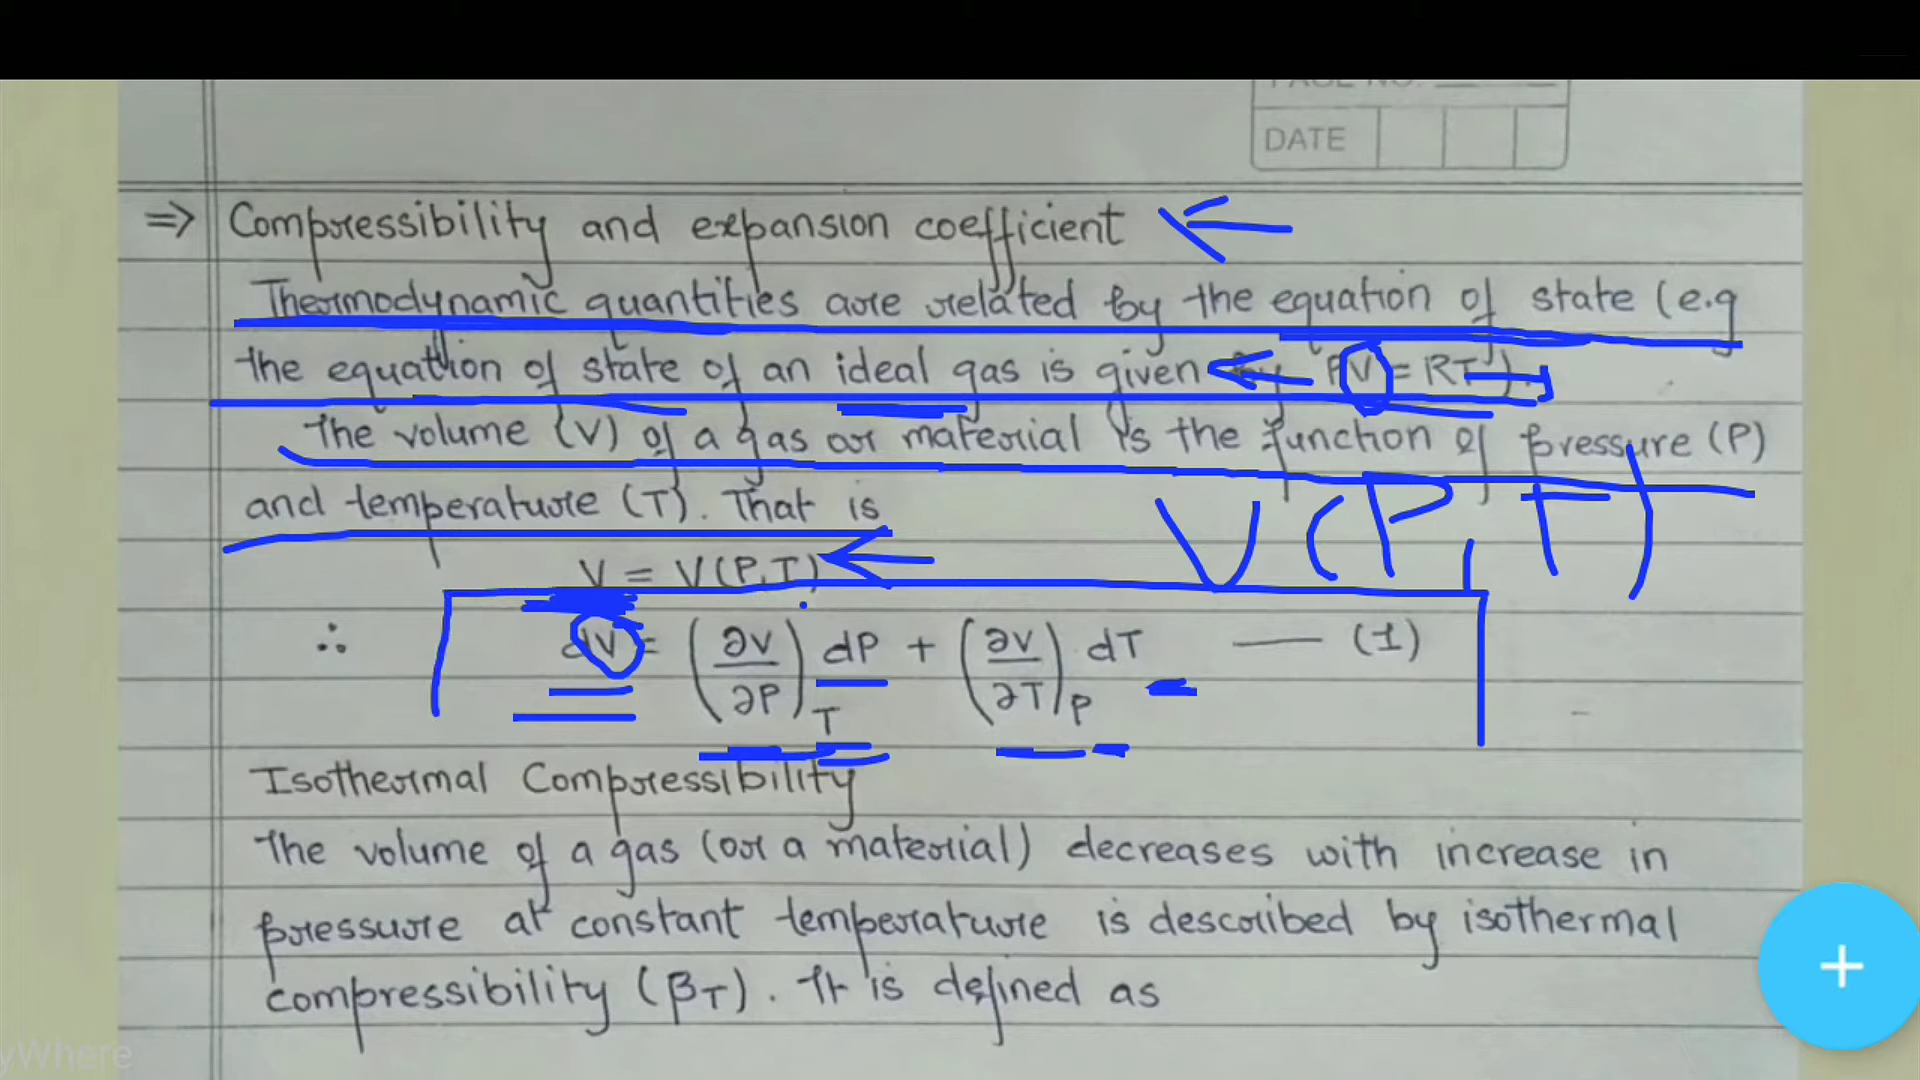 PAGE NO.
DATE
⇒ Compressibility and expansion coefficient
Thermodynamic quantities are related by the equation of state (e.g
the equation of state of an ideal gas is given by PV = RT).
The volume (V) of a gas or material is the function of pressure (P)
and temperature (T). That is
V(P,T)
V = V(P,T)
∴ dV = (∂V/∂P)_T dP + (∂V/∂T)_P dT —— (1)
Isothermal Compressibility
The volume of a gas (or a material) decreases with increase in
pressure at constant temperature is described by isothermal
compressibility (β_T). It is defined as
yWhere
+